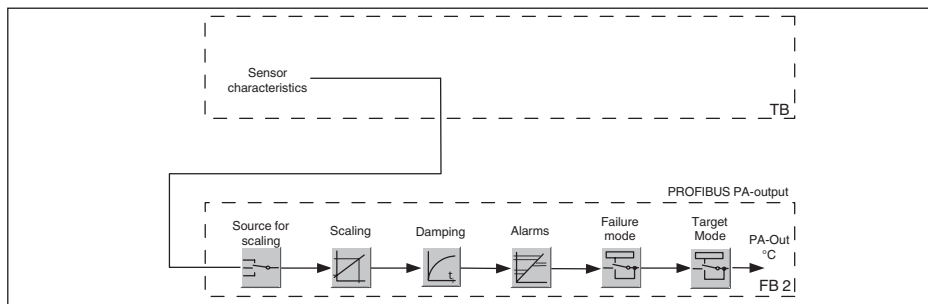 Sensor
characteristics
TB
PROFIBUS PA-output
Source for
scaling
Scaling
Damping
Alarms
Failure
mode
Target
Mode
PA-Out
°C
t
FB 2